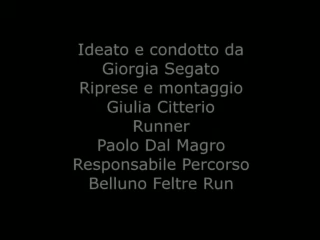 Ideato e condotto da
Giorgia Segato
Riprese e montaggio
Giulia Citterio
Runner
Paolo Dal Magro
Responsabile Percorso
Belluno Feltre Run